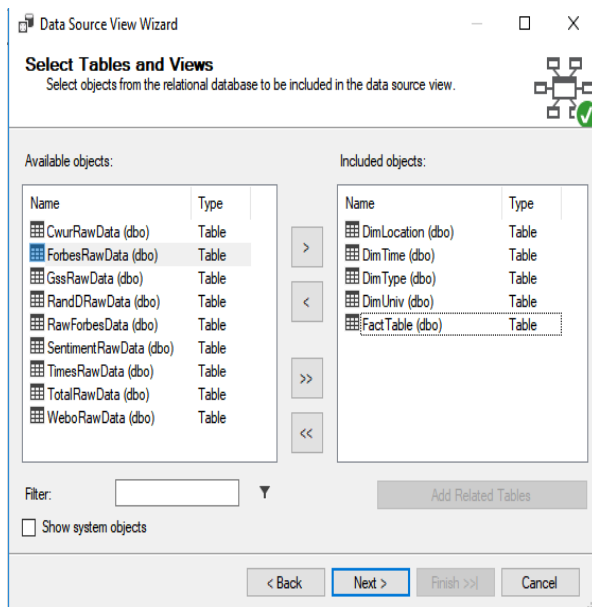 Data Source View Wizard
Select Tables and Views
Select objects from the relational database to be included in the data source view.
Available objects:
Name Type
CwurRawData (dbo) Table
ForbesRawData (dbo) Table
GssRawData (dbo) Table
RandDRawData (dbo) Table
RawForbesData (dbo) Table
SentimentRawData (dbo) Table
TimesRawData (dbo) Table
TotalRawData (dbo) Table
WeboRawData (dbo) Table
>
<
>>
<<
Included objects:
Name Type
DimLocation (dbo) Table
DimTime (dbo) Table
DimType (dbo) Table
DimUniv (dbo) Table
FactTable (dbo) Table
Filter:
Add Related Tables
Show system objects
< Back Next > Finish >>| Cancel